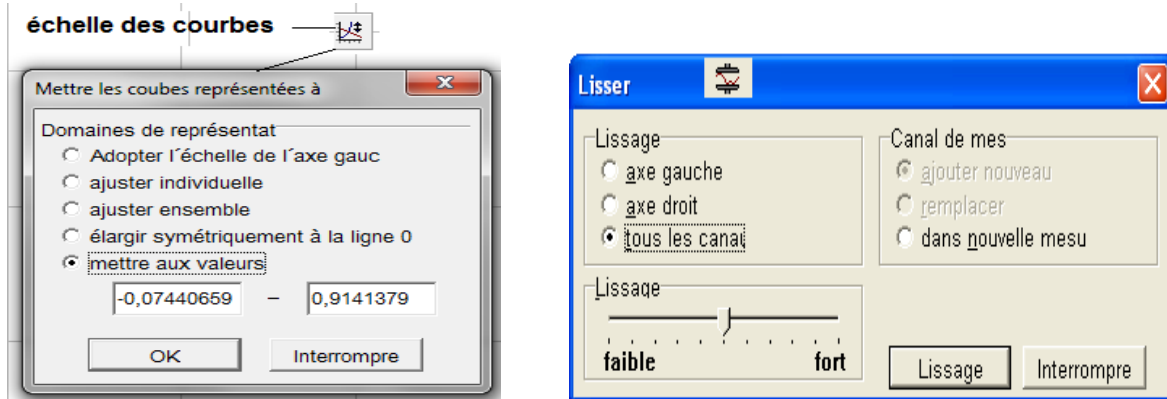 échelle des courbes
Mettre les coubes représentées à
Domaines de représentat
Adopter l´échelle de l´axe gauc
ajuster individuelle
ajuster ensemble
élargir symétriquement à la ligne 0
mettre aux valeurs
-0,07440659 – 0,9141379
OK Interrompre
Lisser
Lissage
axe gauche
axe droit
tous les canau
Canal de mes
ajouter nouveau
remplacer
dans nouvelle mesu
Lissage
faible fort
Lissage Interrompre